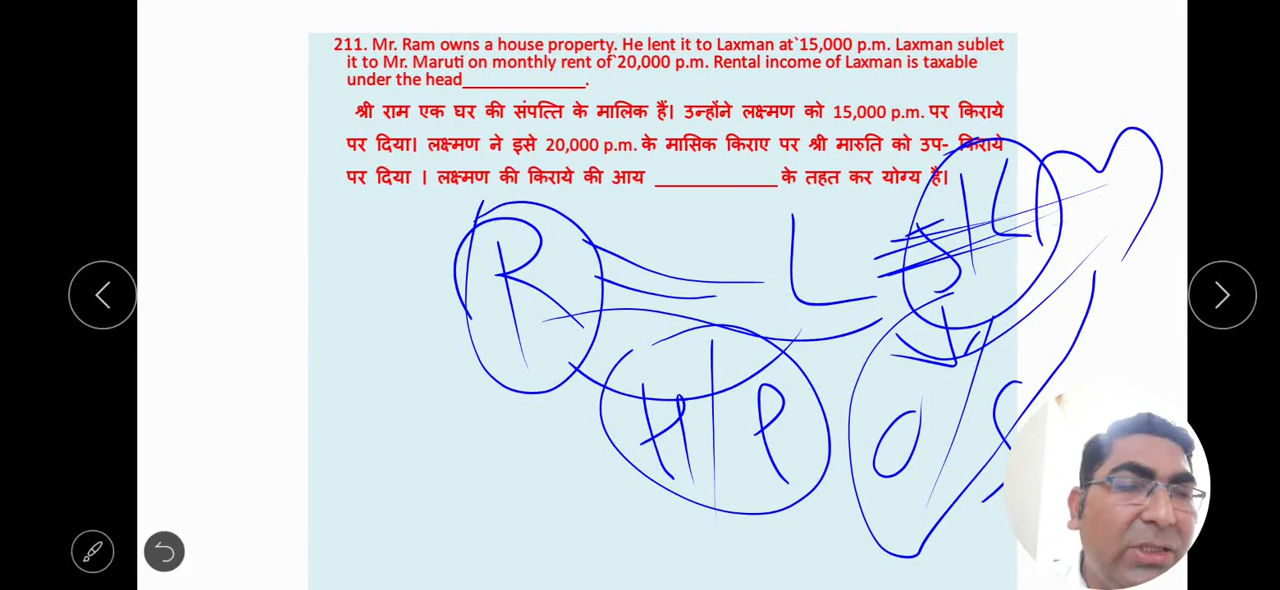 211. Mr. Ram owns a house property. He lent it to Laxman at`15,000 p.m. Laxman sublet
it to Mr. Maruti on monthly rent of`20,000 p.m. Rental income of Laxman is taxable
under the head______________.
श्री राम एक घर की संपत्ति के मालिक हैं। उन्होंने लक्ष्मण को 15,000 p.m. पर किराये
पर दिया। लक्ष्मण ने इसे 20,000 p.m. के मासिक किराए पर श्री मारुति को उप- किराये
पर दिया । लक्ष्मण की किराये की आय ______________ के तहत कर योग्य है।
R L
H P O S